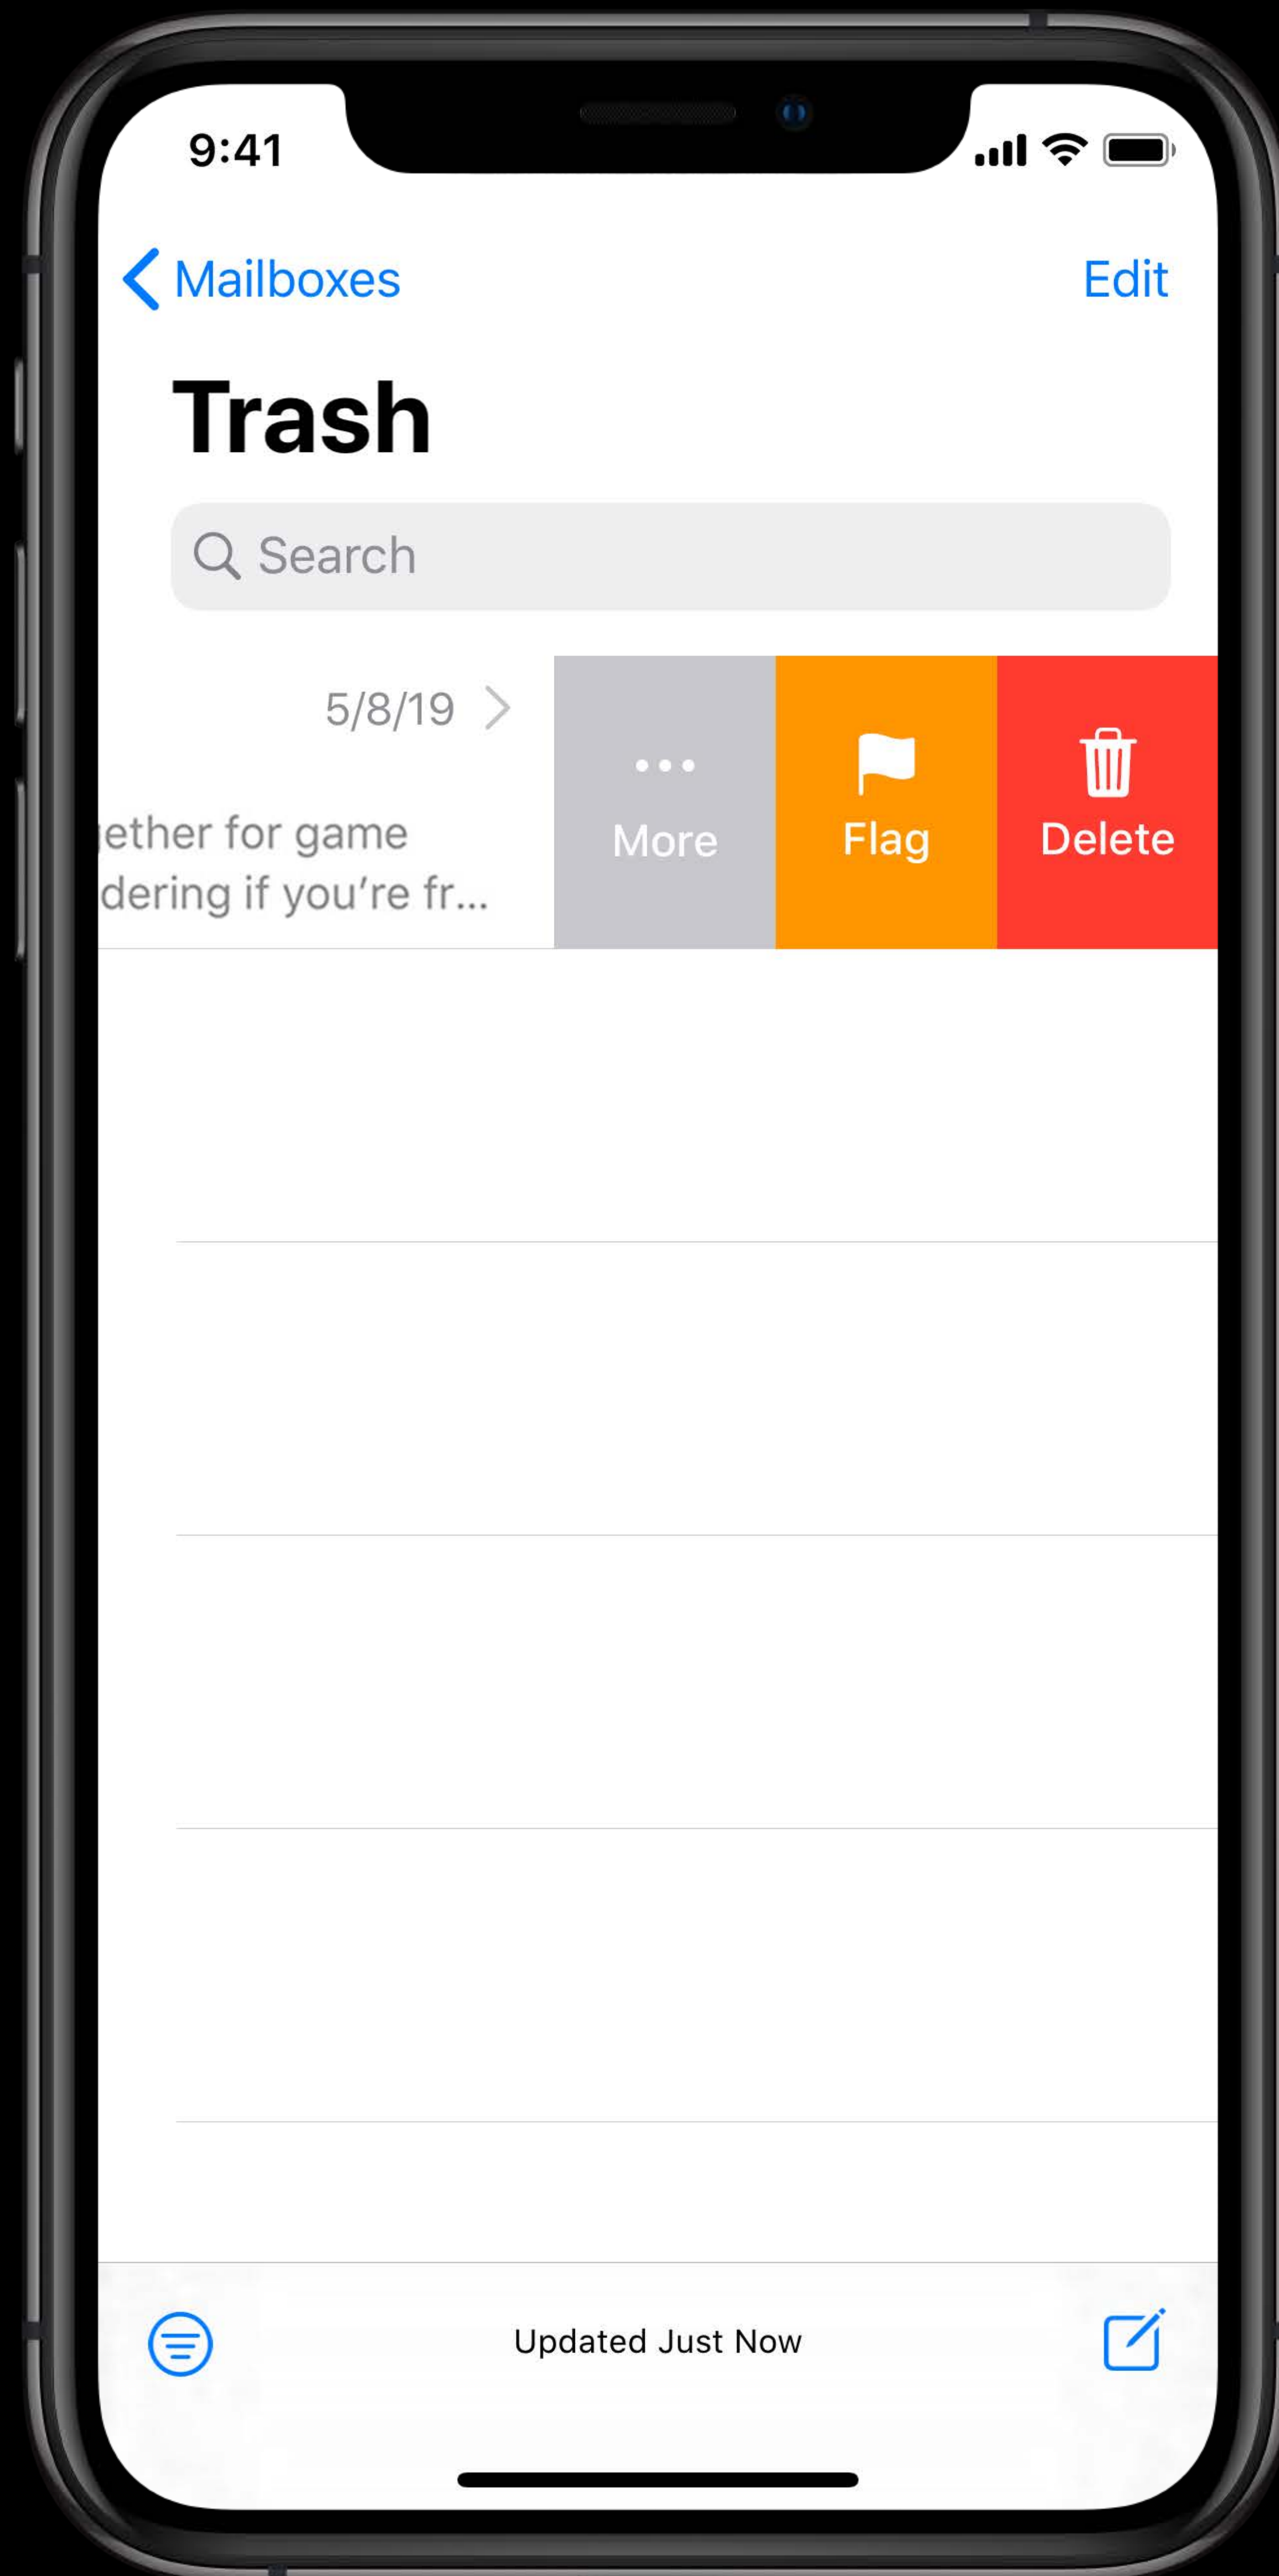 9:41
Mailboxes
Edit
Trash
Search
5/8/19
ether for game
dering if you're fr...
More
Flag
Delete
Updated Just Now